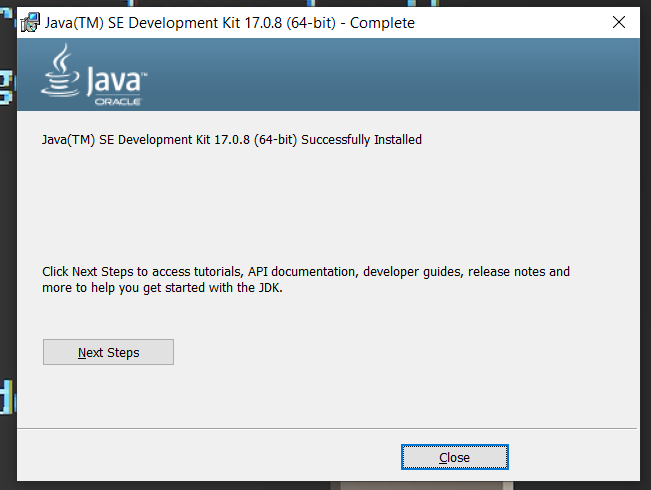 Java(TM) SE Development Kit 17.0.8 (64-bit) - Complete
Java™
ORACLE
Java(TM) SE Development Kit 17.0.8 (64-bit) Successfully Installed
Click Next Steps to access tutorials, API documentation, developer guides, release notes and
more to help you get started with the JDK.
Next Steps
Close